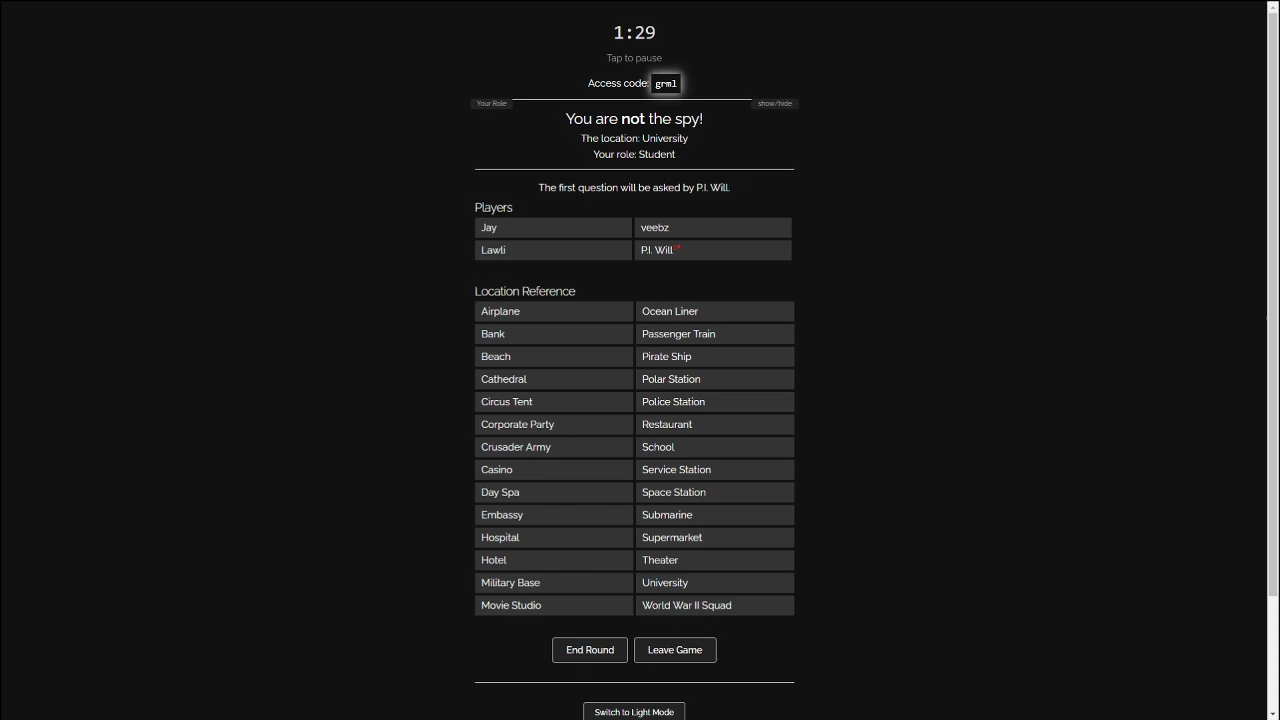 1:29
Tap to pause
Access code: grml
Your Role
show/hide
You are not the spy!
The location: University
Your role: Student
The first question will be asked by P.I. Will.
Players
Jay
veebz
Lawli
P.I. Will
Location Reference
Airplane
Ocean Liner
Bank
Passenger Train
Beach
Pirate Ship
Cathedral
Polar Station
Circus Tent
Police Station
Corporate Party
Restaurant
Crusader Army
School
Casino
Service Station
Day Spa
Space Station
Embassy
Submarine
Hospital
Supermarket
Hotel
Theater
Military Base
University
Movie Studio
World War II Squad
End Round
Leave Game
Switch to Light Mode